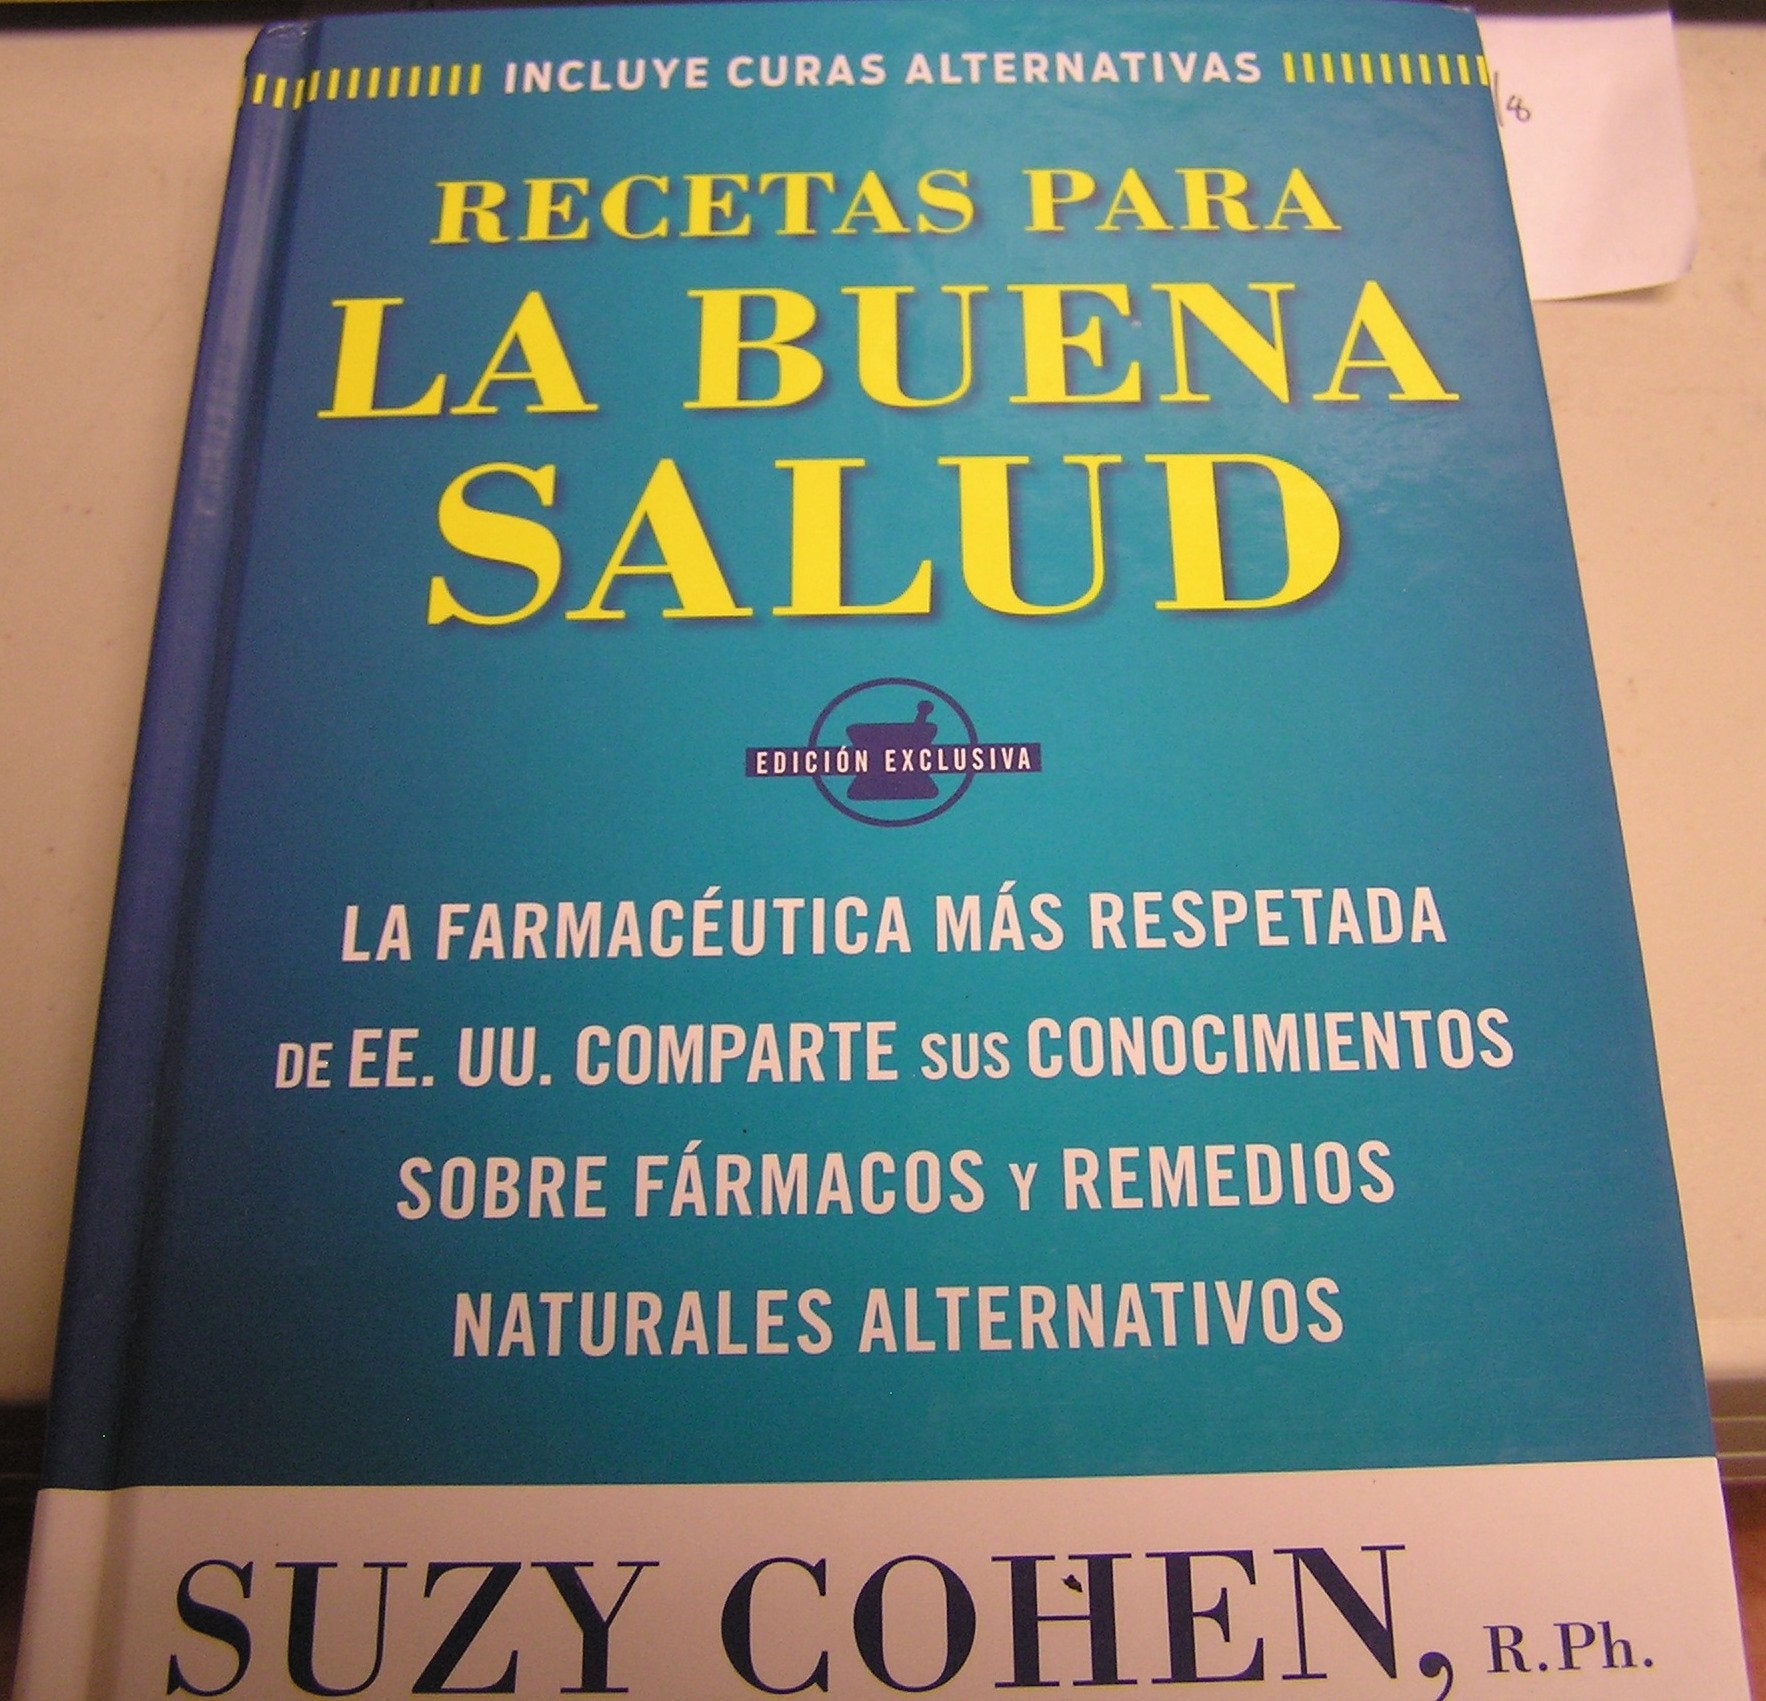 INCLUYE CURAS ALTERNATIVAS
RECETAS PARA
LA BUENA
SALUD
EDICIÓN EXCLUSIVA
LA FARMACÉUTICA MÁS RESPETADA
DE EE. UU. COMPARTE SUS CONOCIMIENTOS
SOBRE FÁRMACOS Y REMEDIOS
NATURALES ALTERNATIVOS
SUZY COHEN, R.Ph.